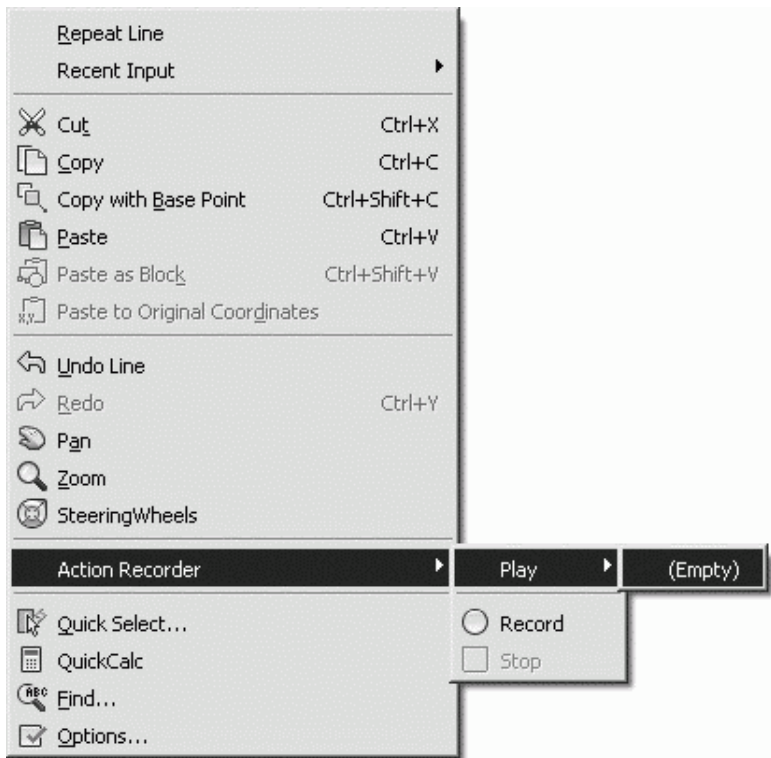 Repeat Line
Recent Input
Cut Ctrl+X
Copy Ctrl+C
Copy with Base Point Ctrl+Shift+C
Paste Ctrl+V
Paste as Block Ctrl+Shift+V
x,y Paste to Original Coordinates
Undo Line
Redo Ctrl+Y
Pan
Zoom
SteeringWheels
Action Recorder Play (Empty)
Quick Select... Record
QuickCalc Stop
ABC Find...
Options...